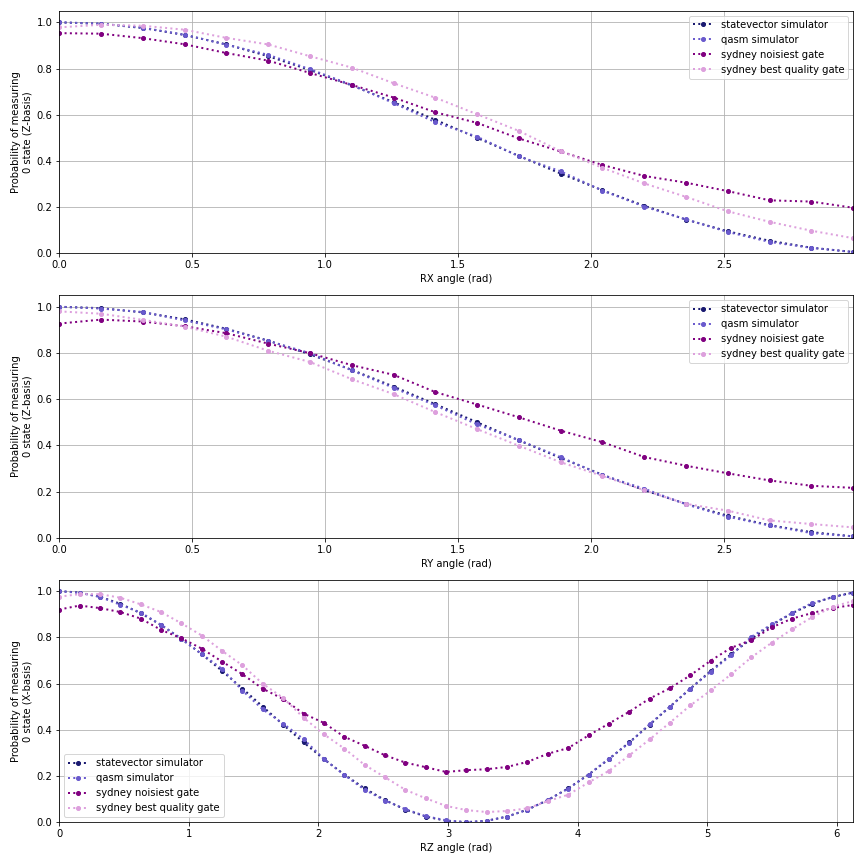 1.0
0.8
0.6
0.4
0.2
0.0
Probability of measuring
0 state (Z-basis)
statevector simulator
qasm simulator
sydney noisiest gate
sydney best quality gate
0.0 0.5 1.0 1.5 2.0 2.5
RX angle (rad)
1.0
0.8
0.6
0.4
0.2
0.0
Probability of measuring
0 state (Z-basis)
statevector simulator
qasm simulator
sydney noisiest gate
sydney best quality gate
0.0 0.5 1.0 1.5 2.0 2.5
RY angle (rad)
1.0
0.8
0.6
0.4
0.2
0.0
Probability of measuring
0 state (X-basis)
statevector simulator
qasm simulator
sydney noisiest gate
sydney best quality gate
0 1 2 3 4 5 6
RZ angle (rad)